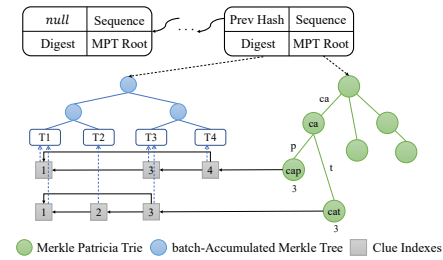 null Sequence
Digest MPT Root
...
Prev Hash Sequence
Digest MPT Root
ca
ca
T1 T2 T3 T4
p
t
1 3 4
cap
3
1 2 3
cat
3
Merkle Patricia Trie batch-Accumulated Merkle Tree Clue Indexes